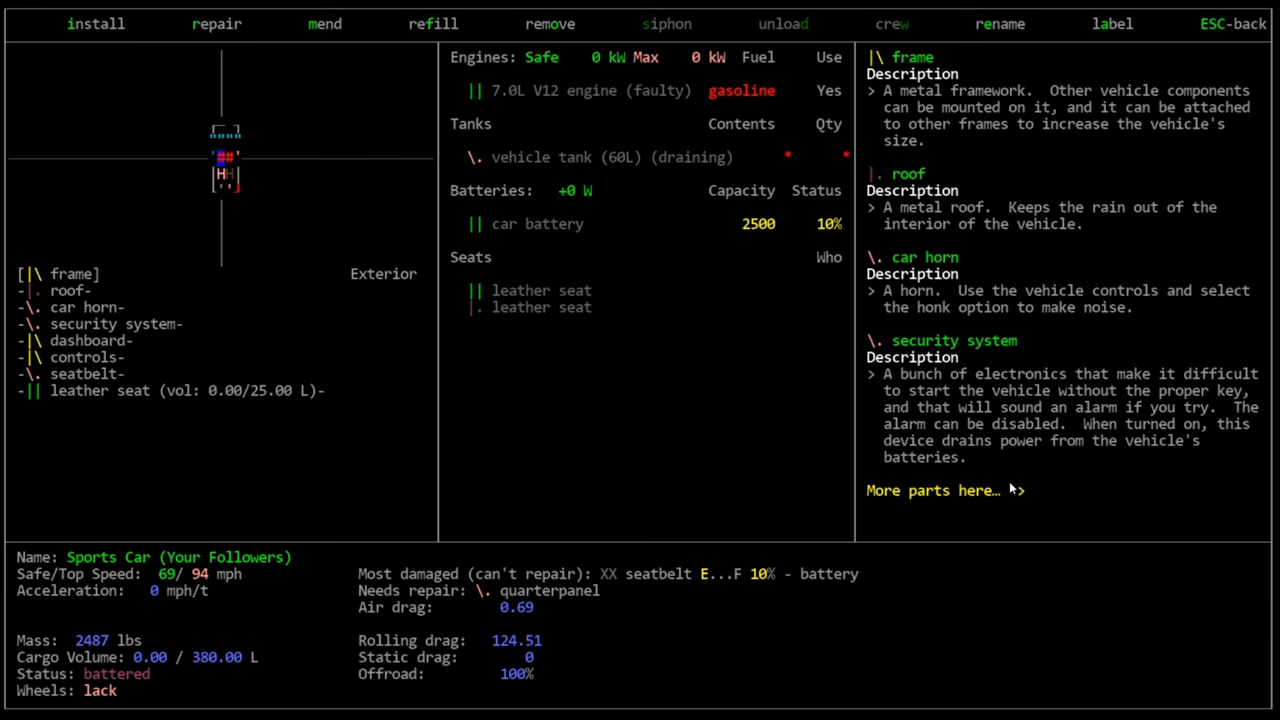 install repair mend refill remove siphon unload crew rename label ESC-back
Engines: Safe 0 kW Max 0 kW Fuel Use
|| 7.0L V12 engine (faulty) gasoline Yes
Tanks Contents Qty
\. vehicle tank (60L) (draining) * *
Batteries: +0 W Capacity Status
|| car battery 2500 10%
Seats Who
|| leather seat
|. leather seat
[|\ frame] Exterior
-|. roof-
-\. car horn-
-\. security system-
-|\ dashboard-
-|\ controls-
-\. seatbelt-
-|| leather seat (vol: 0.00/25.00 L)-
|\ frame
Description
> A metal framework.  Other vehicle components
can be mounted on it, and it can be attached
to other frames to increase the vehicle's
size.
|. roof
Description
> A metal roof.  Keeps the rain out of the
interior of the vehicle.
\. car horn
Description
> A horn.  Use the vehicle controls and select
the honk option to make noise.
\. security system
Description
> A bunch of electronics that make it difficult
to start the vehicle without the proper key,
and that will sound an alarm if you try.  The
alarm can be disabled.  When turned on, this
device drains power from the vehicle's
batteries.
More parts here… >
Name: Sports Car (Your Followers)
Safe/Top Speed: 69/ 94 mph
Acceleration: 0 mph/t
Mass: 2487 lbs
Cargo Volume: 0.00 / 380.00 L
Status: battered
Wheels: lack
Most damaged (can't repair): XX seatbelt E...F 10% - battery
Needs repair: \. quarterpanel
Air drag: 0.69
Rolling drag: 124.51
Static drag: 0
Offroad: 100%